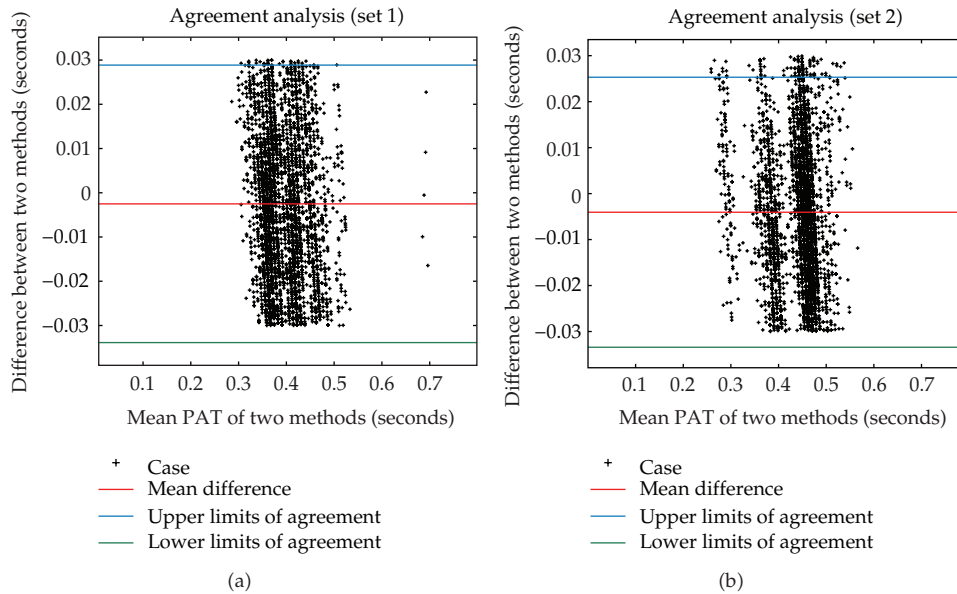 Agreement analysis (set 1)
Difference between two methods (seconds)
0.03
0.02
0.01
0
−0.01
−0.02
−0.03
0.1 0.2 0.3 0.4 0.5 0.6 0.7
Mean PAT of two methods (seconds)
Case
Mean difference
Upper limits of agreement
Lower limits of agreement
(a)
Agreement analysis (set 2)
Difference between two methods (seconds)
0.03
0.02
0.01
0
−0.01
−0.02
−0.03
0.1 0.2 0.3 0.4 0.5 0.6 0.7
Mean PAT of two methods (seconds)
Case
Mean difference
Upper limits of agreement
Lower limits of agreement
(b)